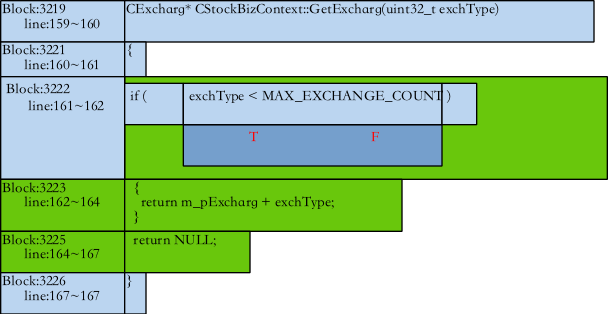 Block:3219
line:159~160
CExcharg* CStockBizContext::GetExcharg(uint32_t exchType)
Block:3221
line:160~161
{
Block:3222
line:161~162
if ( exchType < MAX_EXCHANGE_COUNT )
T F
Block:3223
line:162~164
{
return m_pExcharg + exchType;
}
Block:3225
line:164~167
return NULL;
Block:3226
line:167~167
}